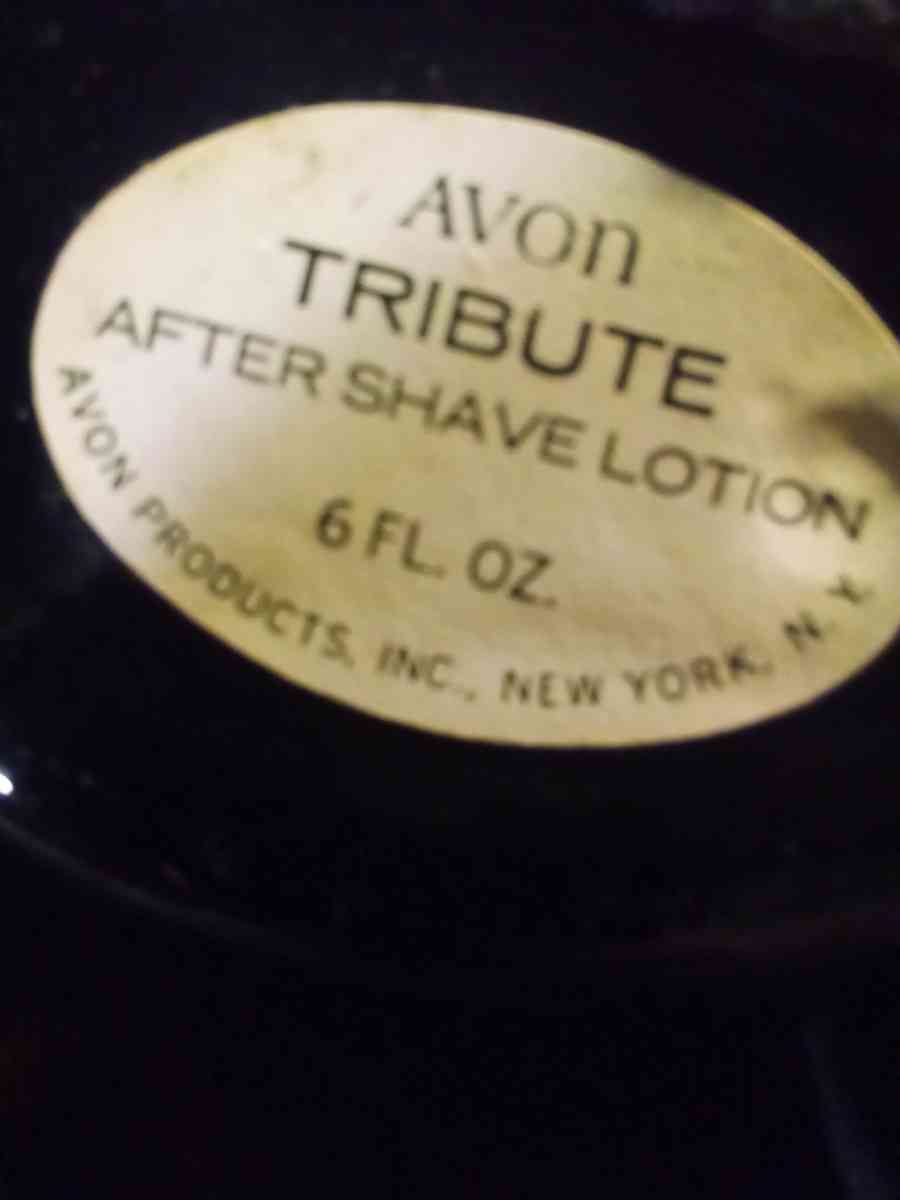 Avon
TRIBUTE
AFTER SHAVE LOTION
6 FL. OZ.
AVON PRODUCTS, INC., NEW YORK, N.Y.